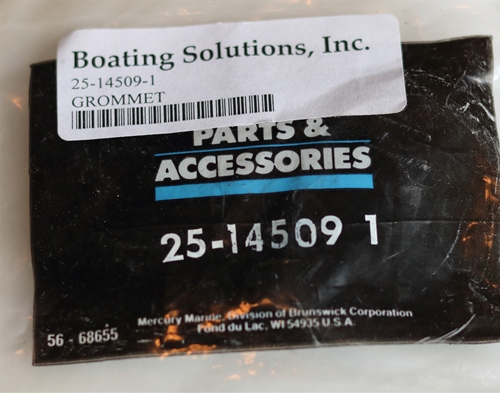 Boating Solutions, Inc.
25-14509-1
GROMMET
PARTS &
ACCESSORIES
25-14509 1
Mercury Marine, Division of Brunswick Corporation
Fond du Lac, WI 54935 U.S.A.
56 - 68655